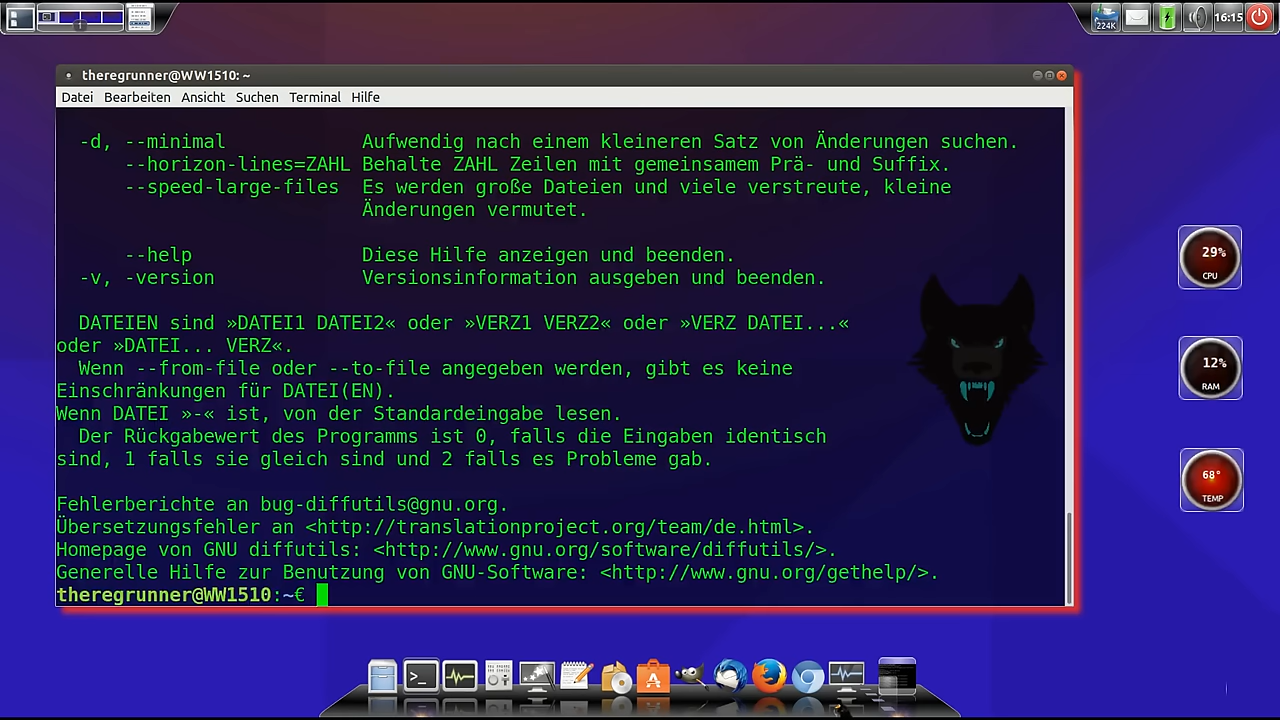 224K
16:15
theregrunner@WW1510: ~
Datei Bearbeiten Ansicht Suchen Terminal Hilfe
-d, --minimal Aufwendig nach einem kleineren Satz von Änderungen suchen.
--horizon-lines=ZAHL Behalte ZAHL Zeilen mit gemeinsamem Prä- und Suffix.
--speed-large-files Es werden große Dateien und viele verstreute, kleine
Änderungen vermutet.
--help Diese Hilfe anzeigen und beenden.
-v, -version Versionsinformation ausgeben und beenden.
DATEIEN sind »DATEI1 DATEI2« oder »VERZ1 VERZ2« oder »VERZ DATEI...«
oder »DATEI... VERZ«.
Wenn --from-file oder --to-file angegeben werden, gibt es keine
Einschränkungen für DATEI(EN).
Wenn DATEI »-« ist, von der Standardeingabe lesen.
Der Rückgabewert des Programms ist 0, falls die Eingaben identisch
sind, 1 falls sie gleich sind und 2 falls es Probleme gab.
Fehlerberichte an bug-diffutils@gnu.org.
Übersetzungsfehler an <http://translationproject.org/team/de.html>.
Homepage von GNU diffutils: <http://www.gnu.org/software/diffutils/>.
Generelle Hilfe zur Benutzung von GNU-Software: <http://www.gnu.org/gethelp/>.
theregrunner@WW1510:~€
29%
CPU
12%
RAM
68°
TEMP